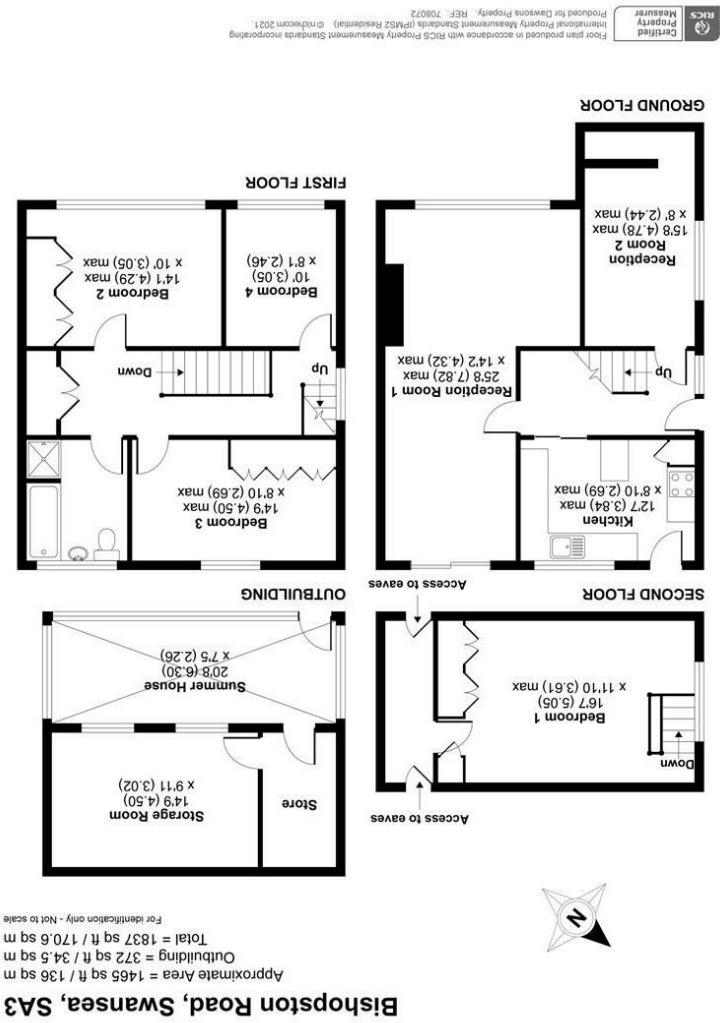 Bishopston Road, Swansea, SA3
Approximate Area = 1465 sq ft / 136 sq m
Outbuilding = 372 sq ft / 34.5 sq m
Total = 1837 sq ft / 170.6 sq m
For identification only - Not to scale
N
Access to eaves
Down
Bedroom 1
16'7 (5.05)
x 11'10 (3.61) max
Access to eaves
SECOND FLOOR
Store
Storage Room
14'9 (4.50)
x 9'11 (3.02)
Summer House
20'8 (6.30)
x 7'5 (2.26)
OUTBUILDING
Kitchen
12'7 (3.84) max
x 8'10 (2.69) max
Up
Reception Room 1
25'8 (7.82) max
x 14'2 (4.32) max
Reception
Room 2
15'8 (4.78) max
x 8' (2.44) max
GROUND FLOOR
Bedroom 3
14'9 (4.50) max
x 8'10 (2.69) max
Up
Down
Bedroom 4
10' (3.05)
x 8'1 (2.46)
Bedroom 2
14'1 (4.29) max
x 10' (3.05) max
FIRST FLOOR
RICS
Certified
Property
Measurer
Floor plan produced in accordance with RICS Property Measurement Standards incorporating
International Property Measurement Standards (IPMS2 Residential). © nichecom 2021.
Produced for Dawsons Property. REF: 708072